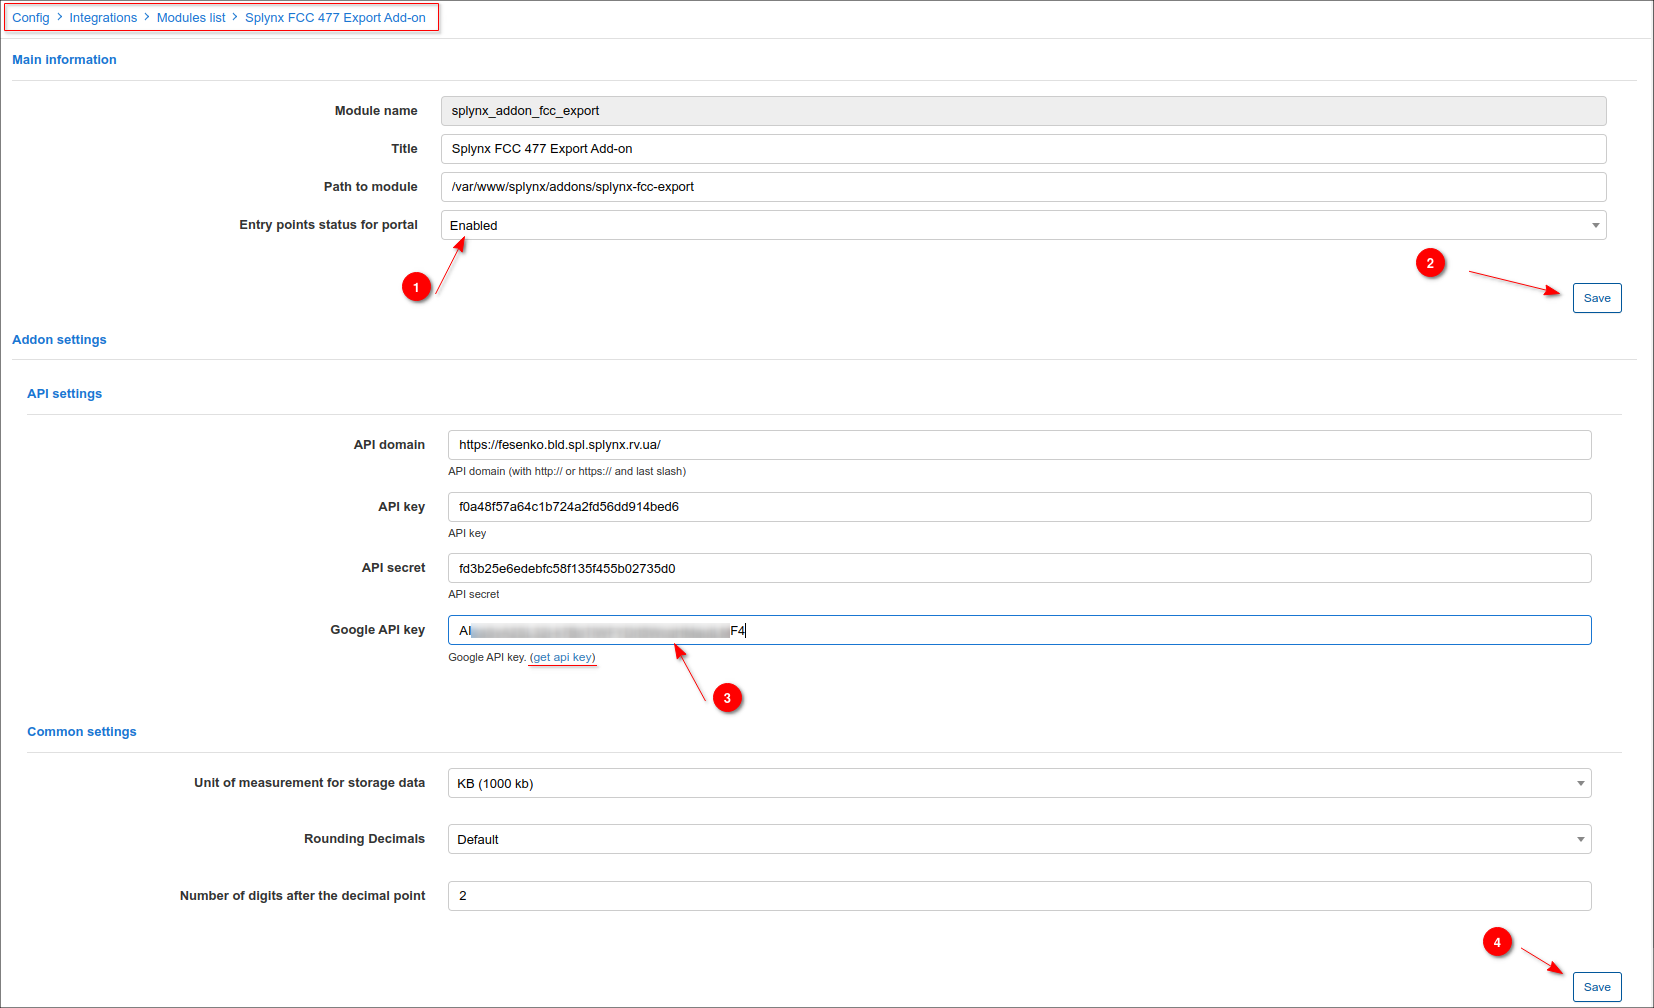 Config > Integrations > Modules list > Splynx FCC 477 Export Add-on
Main information
Module name splynx_addon_fcc_export
Title Splynx FCC 477 Export Add-on
Path to module /var/www/splynx/addons/splynx-fcc-export
Entry points status for portal Enabled
1
2
Save
Addon settings
API settings
API domain https://fesenko.bld.spl.splynx.rv.ua/
API domain (with http:// or https:// and last slash)
API key f0a48f57a64c1b724a2fd56dd914bed6
API key
API secret fd3b25e6edebfc58f135f455b02735d0
API secret
Google API key AI F4
Google API key. (get api key)
3
Common settings
Unit of measurement for storage data KB (1000 kb)
Rounding Decimals Default
Number of digits after the decimal point 2
4
Save